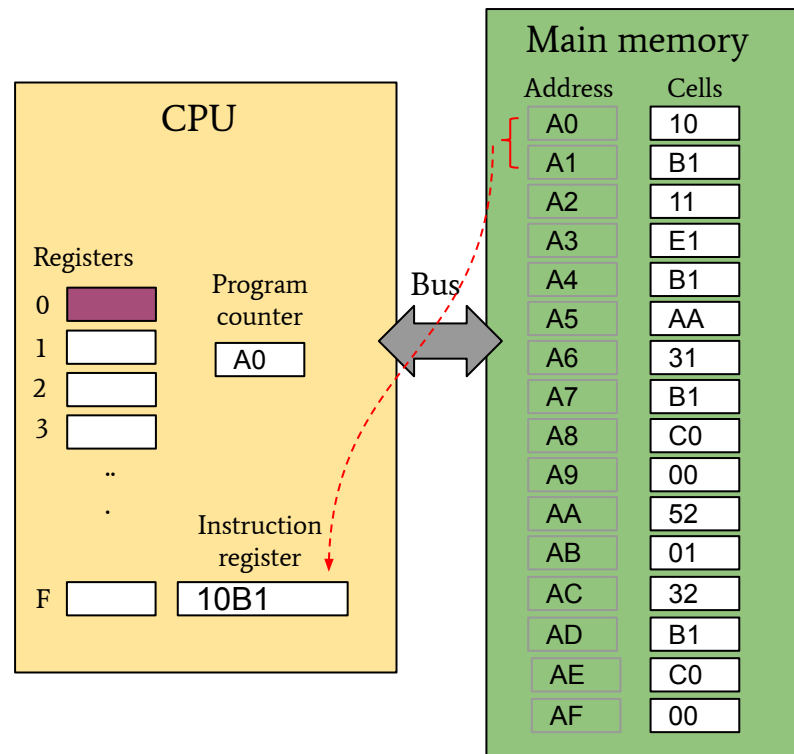 CPU
Registers
0
1
2
3
..
.
F
Program
counter
A0
Instruction
register
10B1
Bus
Main memory
Address Cells
A0 10
A1 B1
A2 11
A3 E1
A4 B1
A5 AA
A6 31
A7 B1
A8 C0
A9 00
AA 52
AB 01
AC 32
AD B1
AE C0
AF 00